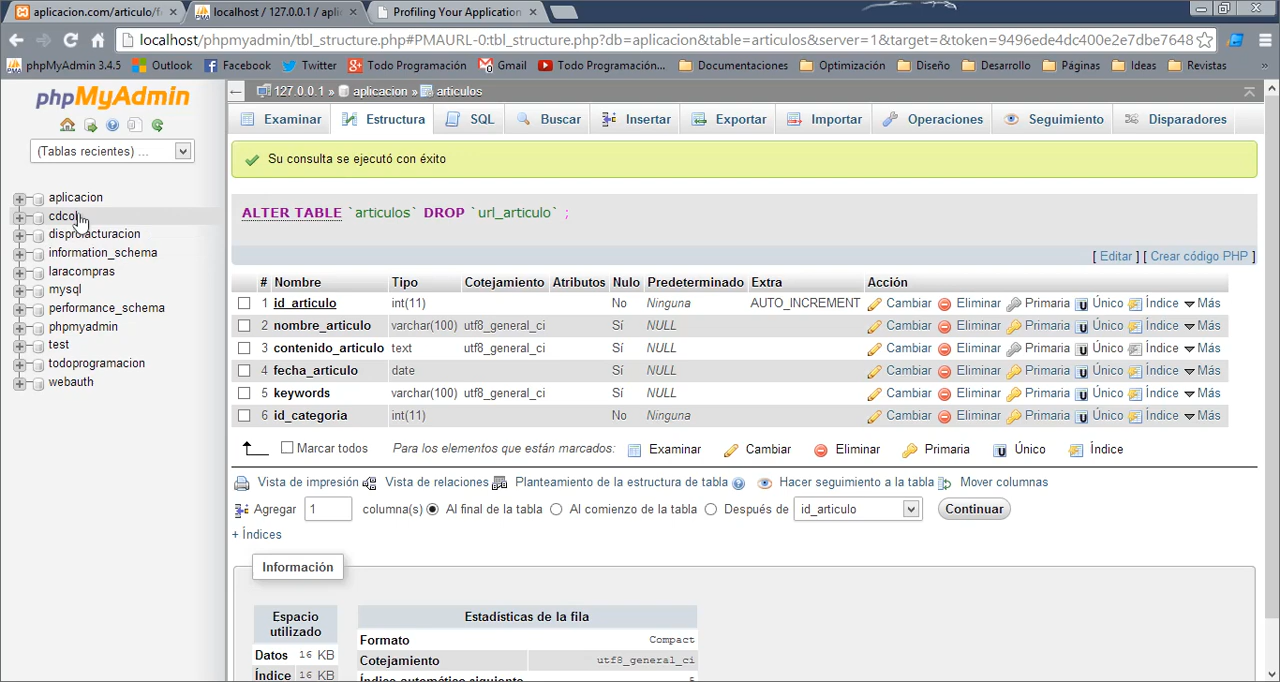 aplicacion.com/articulo/f
localhost / 127.0.0.1 / apli
Profiling Your Application
localhost/phpmyadmin/tbl_structure.php#PMAURL-0:tbl_structure.php?db=aplicacion&table=articulos&server=1&target=&token=9496ede4dc400e2e7dbe7648
phpMyAdmin 3.4.5 Outlook Facebook Twitter Todo Programación Gmail Todo Programación... Documentaciones Optimización Diseño Desarrollo Páginas Ideas Revistas »
phpMyAdmin
(Tablas recientes) ...
aplicacion
information_schema
laracompras
mysql
performance_schema
phpmyadmin
test
todoprogramacion
webauth
127.0.0.1 » aplicacion » articulos
Examinar Estructura SQL Buscar Insertar Exportar Importar Operaciones Seguimiento Disparadores
Su consulta se ejecutó con éxito
ALTER TABLE `articulos` DROP `url_articulo` ;
[ Editar ] [ Crear código PHP ]
# Nombre Tipo Cotejamiento Atributos Nulo Predeterminado Extra Acción
1 id_articulo int(11) No Ninguna AUTO_INCREMENT Cambiar Eliminar Primaria Único Índice Más
2 nombre_articulo varchar(100) utf8_general_ci Sí NULL Cambiar Eliminar Primaria Único Índice Más
3 contenido_articulo text utf8_general_ci Sí NULL Cambiar Eliminar Primaria Único Índice Más
4 fecha_articulo date Sí NULL Cambiar Eliminar Primaria Único Índice Más
5 keywords varchar(100) utf8_general_ci Sí NULL Cambiar Eliminar Primaria Único Índice Más
6 id_categoria int(11) No Ninguna Cambiar Eliminar Primaria Único Índice Más
Marcar todos Para los elementos que están marcados: Examinar Cambiar Eliminar Primaria Único Índice
Vista de impresión Vista de relaciones Planteamiento de la estructura de tabla Hacer seguimiento a la tabla Mover columnas
Agregar 1 columna(s) Al final de la tabla Al comienzo de la tabla Después de id_articulo Continuar
+ Índices
Información
Espacio utilizado
Datos 16 KB
Índice 16 KB
Estadísticas de la fila
Formato Compact
Cotejamiento utf8_general_ci